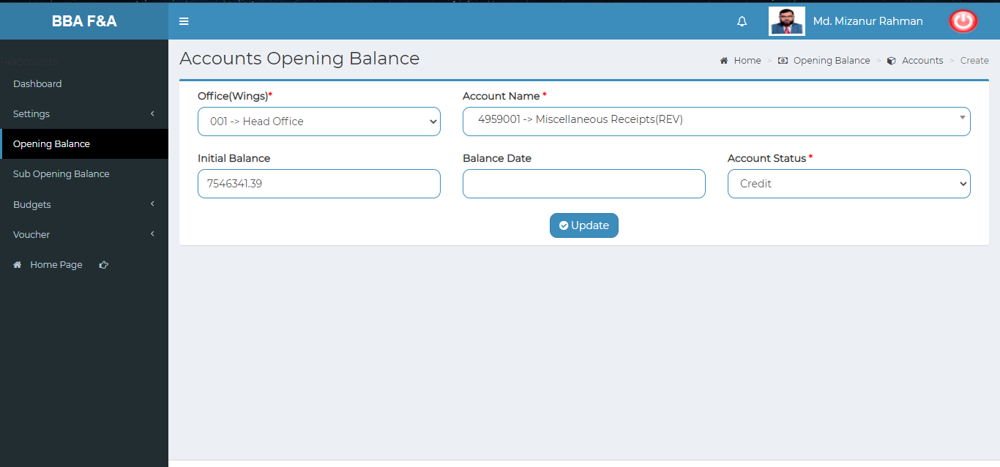 BBA F&A
Md. Mizanur Rahman
Accounts Opening Balance
Home > Opening Balance > Accounts > Create
accounts
Dashboard
Settings
Opening Balance
Sub Opening Balance
Budgets
Voucher
Home Page
Office(Wings)*
Account Name *
001 -> Head Office
4959001 -> Miscellaneous Receipts(REV)
Initial Balance
Balance Date
Account Status *
7546341.39
Credit
Update